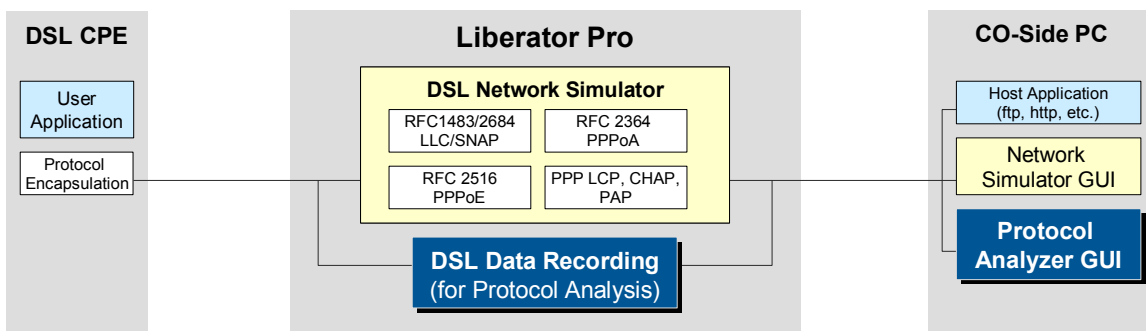 DSL CPE
User
Application
Protocol
Encapsulation
Liberator Pro
DSL Network Simulator
RFC1483/2684
LLC/SNAP
RFC 2364
PPPoA
RFC 2516
PPPoE
PPP LCP, CHAP,
PAP
DSL Data Recording
(for Protocol Analysis)
CO-Side PC
Host Application
(ftp, http, etc.)
Network
Simulator GUI
Protocol
Analyzer GUI